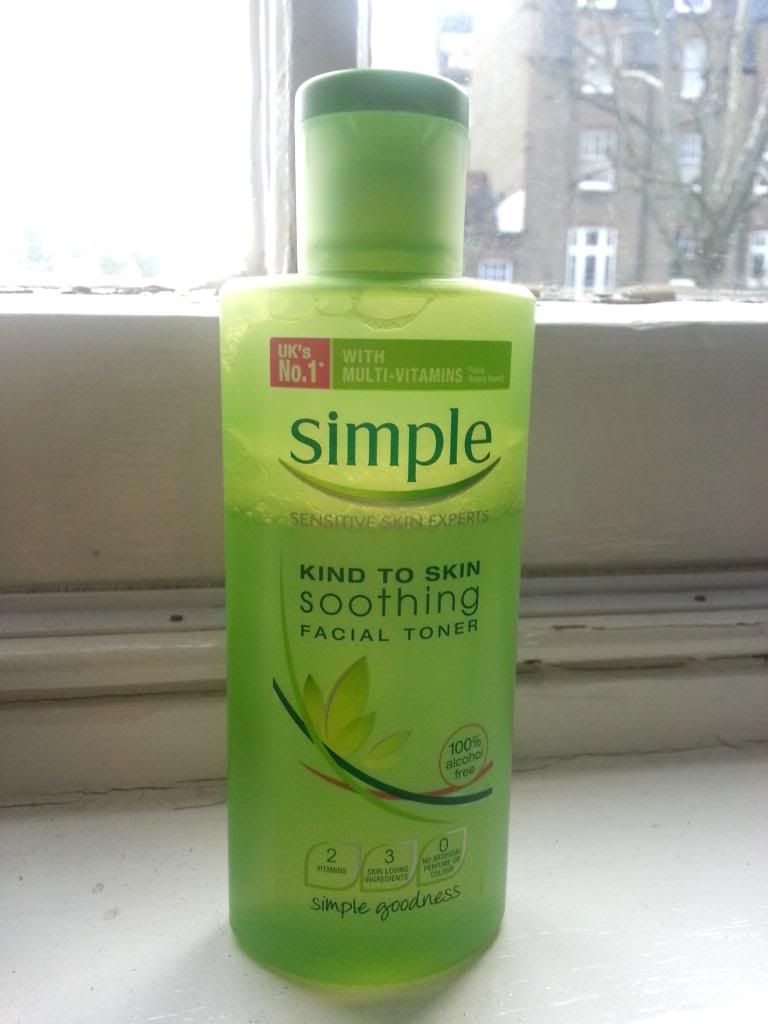 UK's
No.1*
WITH
MULTI-VITAMINS
*Facial
simple
SENSITIVE SKIN EXPERTS
KIND TO SKIN
soothing
FACIAL TONER
100%
alcohol
free
2
VITAMINS
3
SKIN LOVING
INGREDIENTS
0
NO ARTIFICIAL
PERFUME OR
COLOUR
simple goodness